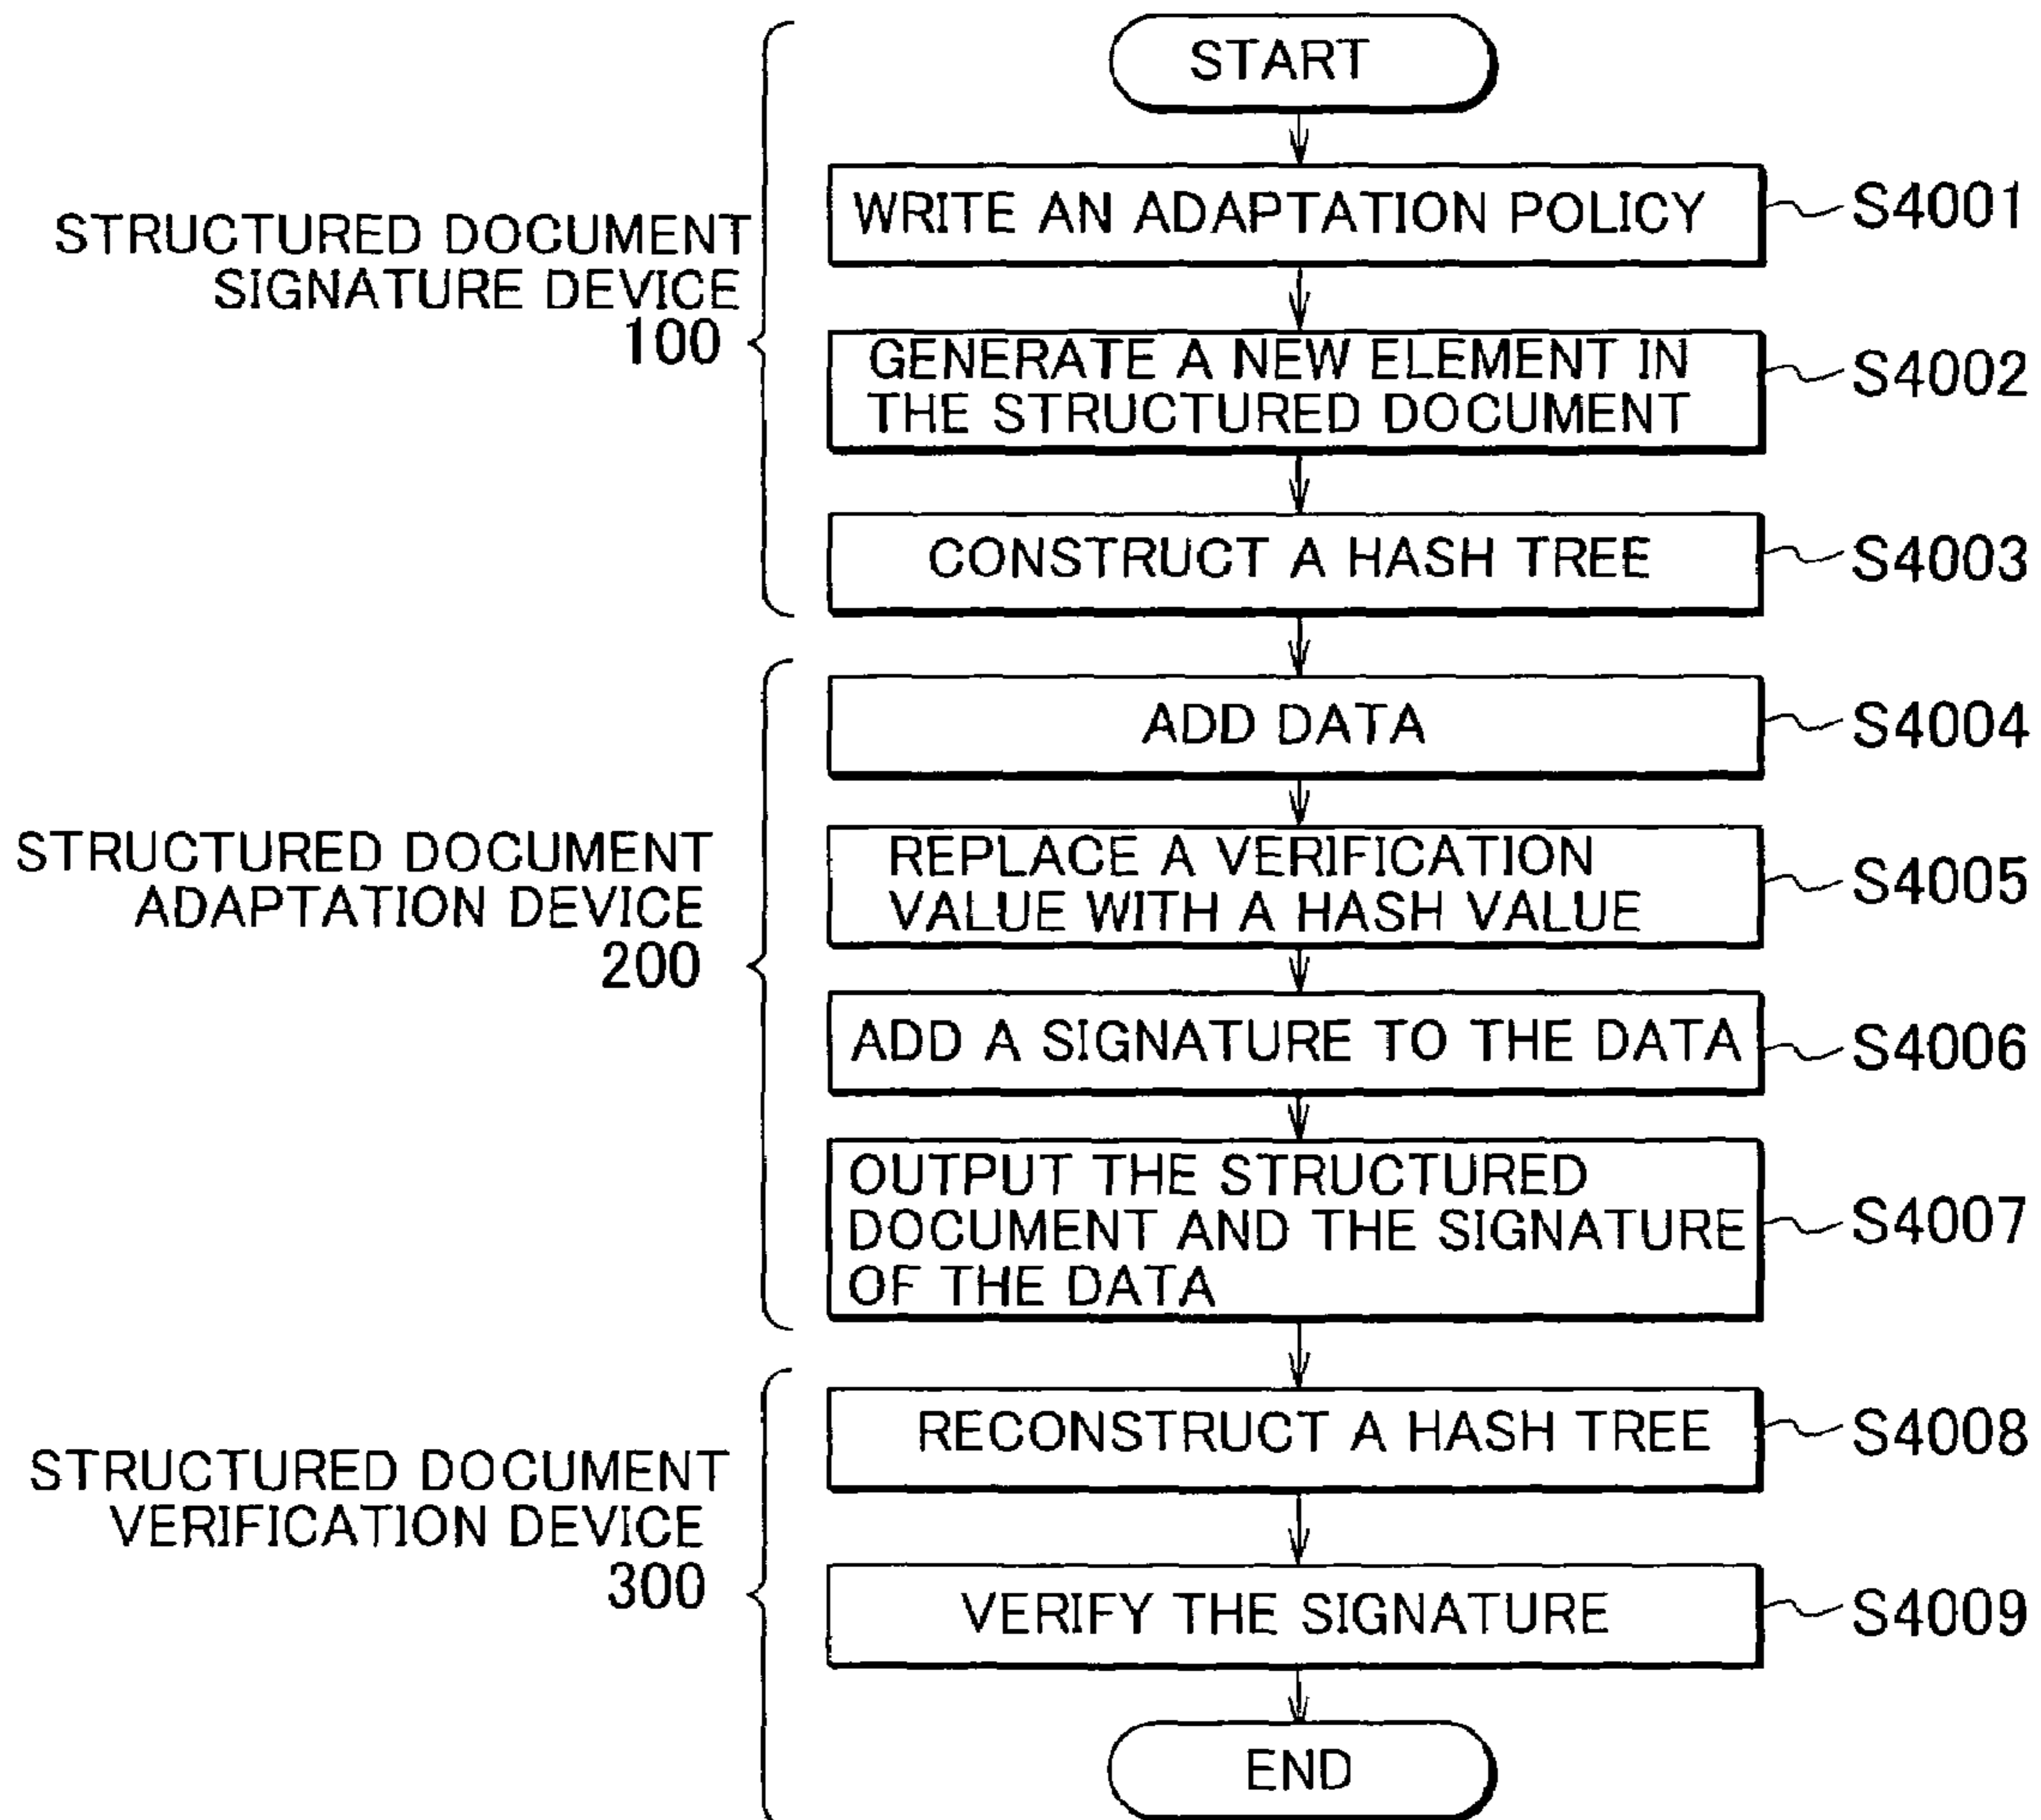 START
STRUCTURED DOCUMENT
SIGNATURE DEVICE
100
WRITE AN ADAPTATION POLICY
S4001
GENERATE A NEW ELEMENT IN
THE STRUCTURED DOCUMENT
S4002
CONSTRUCT A HASH TREE
S4003
STRUCTURED DOCUMENT
ADAPTATION DEVICE
200
ADD DATA
S4004
REPLACE A VERIFICATION
VALUE WITH A HASH VALUE
S4005
ADD A SIGNATURE TO THE DATA
S4006
OUTPUT THE STRUCTURED
DOCUMENT AND THE SIGNATURE
OF THE DATA
S4007
STRUCTURED DOCUMENT
VERIFICATION DEVICE
300
RECONSTRUCT A HASH TREE
S4008
VERIFY THE SIGNATURE
S4009
END